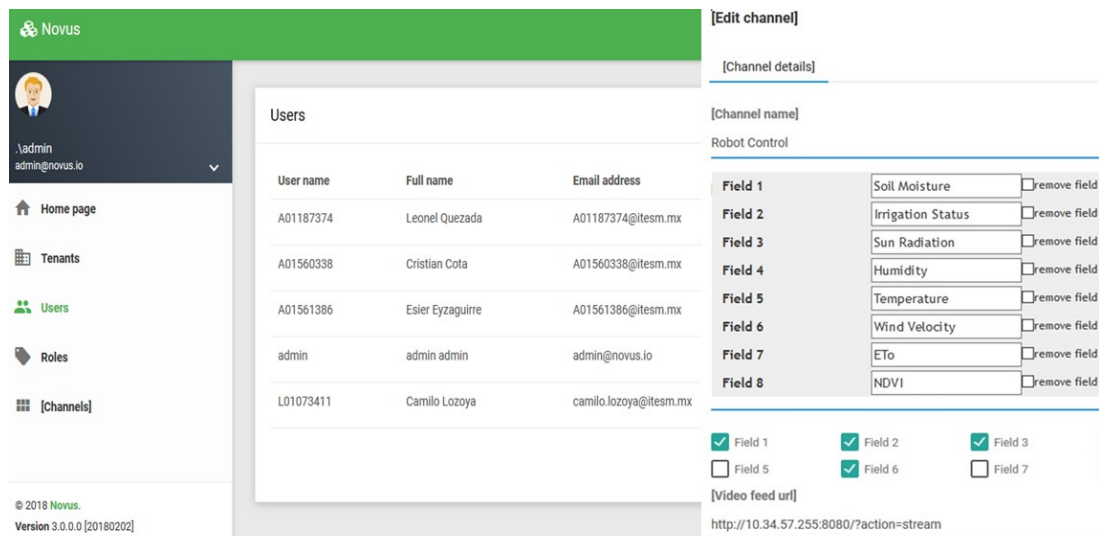 Novus
.\admin
admin@novus.io
Home page
Tenants
Users
Roles
[Channels]
© 2018 Novus.
Version 3.0.0.0 [20180202]
Users
User name Full name Email address
A01187374 Leonel Quezada A01187374@itesm.mx
A01560338 Cristian Cota A01560338@itesm.mx
A01561386 Esier Eyzaguirre A01561386@itesm.mx
admin admin admin admin@novus.io
L01073411 Camilo Lozoya camilo.lozoya@itesm.mx
[Edit channel]
[Channel details]
[Channel name]
Robot Control
Field 1 Soil Moisture remove field
Field 2 Irrigation Status remove field
Field 3 Sun Radiation remove field
Field 4 Humidity remove field
Field 5 Temperature remove field
Field 6 Wind Velocity remove field
Field 7 ETo remove field
Field 8 NDVI remove field
Field 1 Field 2 Field 3
Field 5 Field 6 Field 7
[Video feed url]
http://10.34.57.255:8080/?action=stream